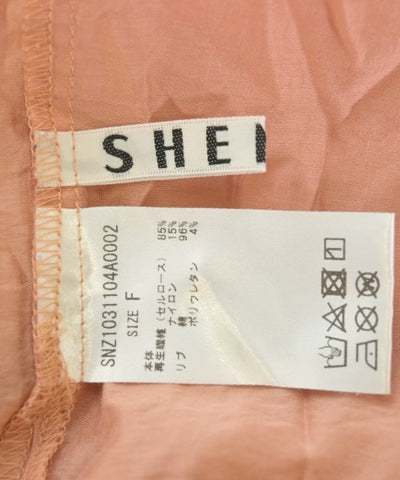 SHE
SNZ1031104A0002
SIZE F
本体
再生繊維(セルロース) 85%
ナイロン 15%
リブ
綿 96%
ポリウレタン 4%